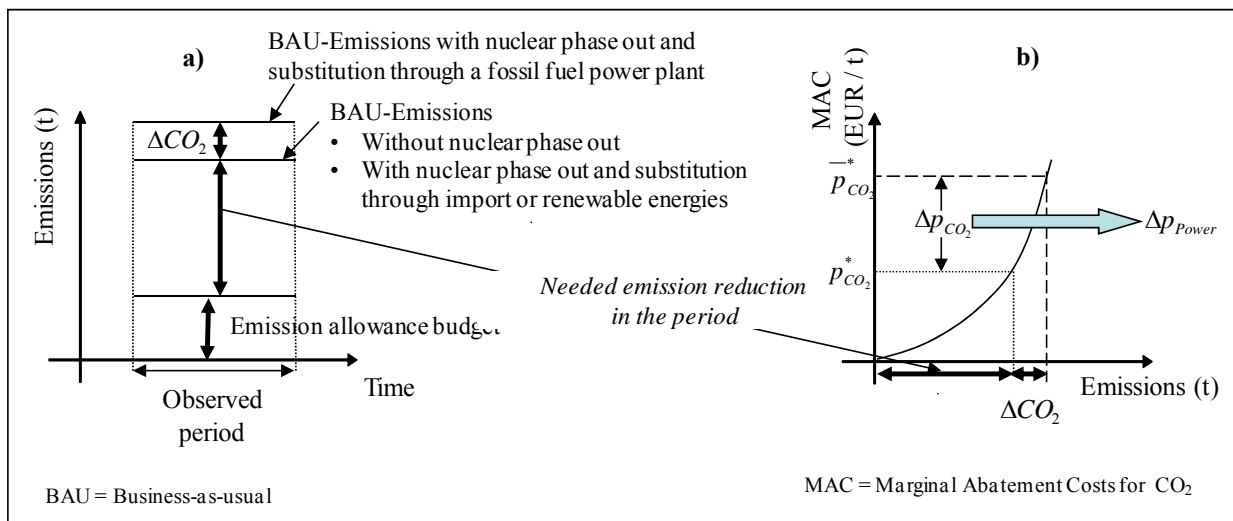 a)
BAU-Emissions with nuclear phase out and
substitution through a fossil fuel power plant
BAU-Emissions
• Without nuclear phase out
• With nuclear phase out and substitution
through import or renewable energies
Emissions (t)
ΔCO₂
Emission allowance budget
Time
Observed
period
BAU = Business-as-usual
Needed emission reduction
in the period
b)
MAC
(EUR / t)
p̅*CO₂
ΔpCO₂
p*CO₂
ΔpPower
Emissions (t)
ΔCO₂
MAC = Marginal Abatement Costs for CO₂